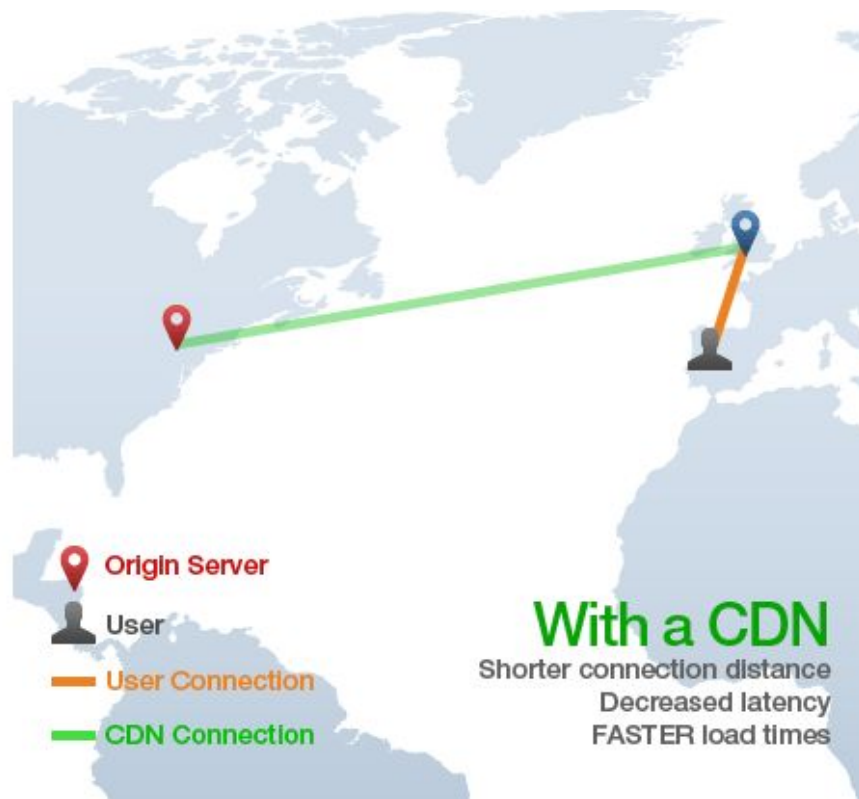 Origin Server
User
User Connection
CDN Connection
With a CDN
Shorter connection distance
Decreased latency
FASTER load times